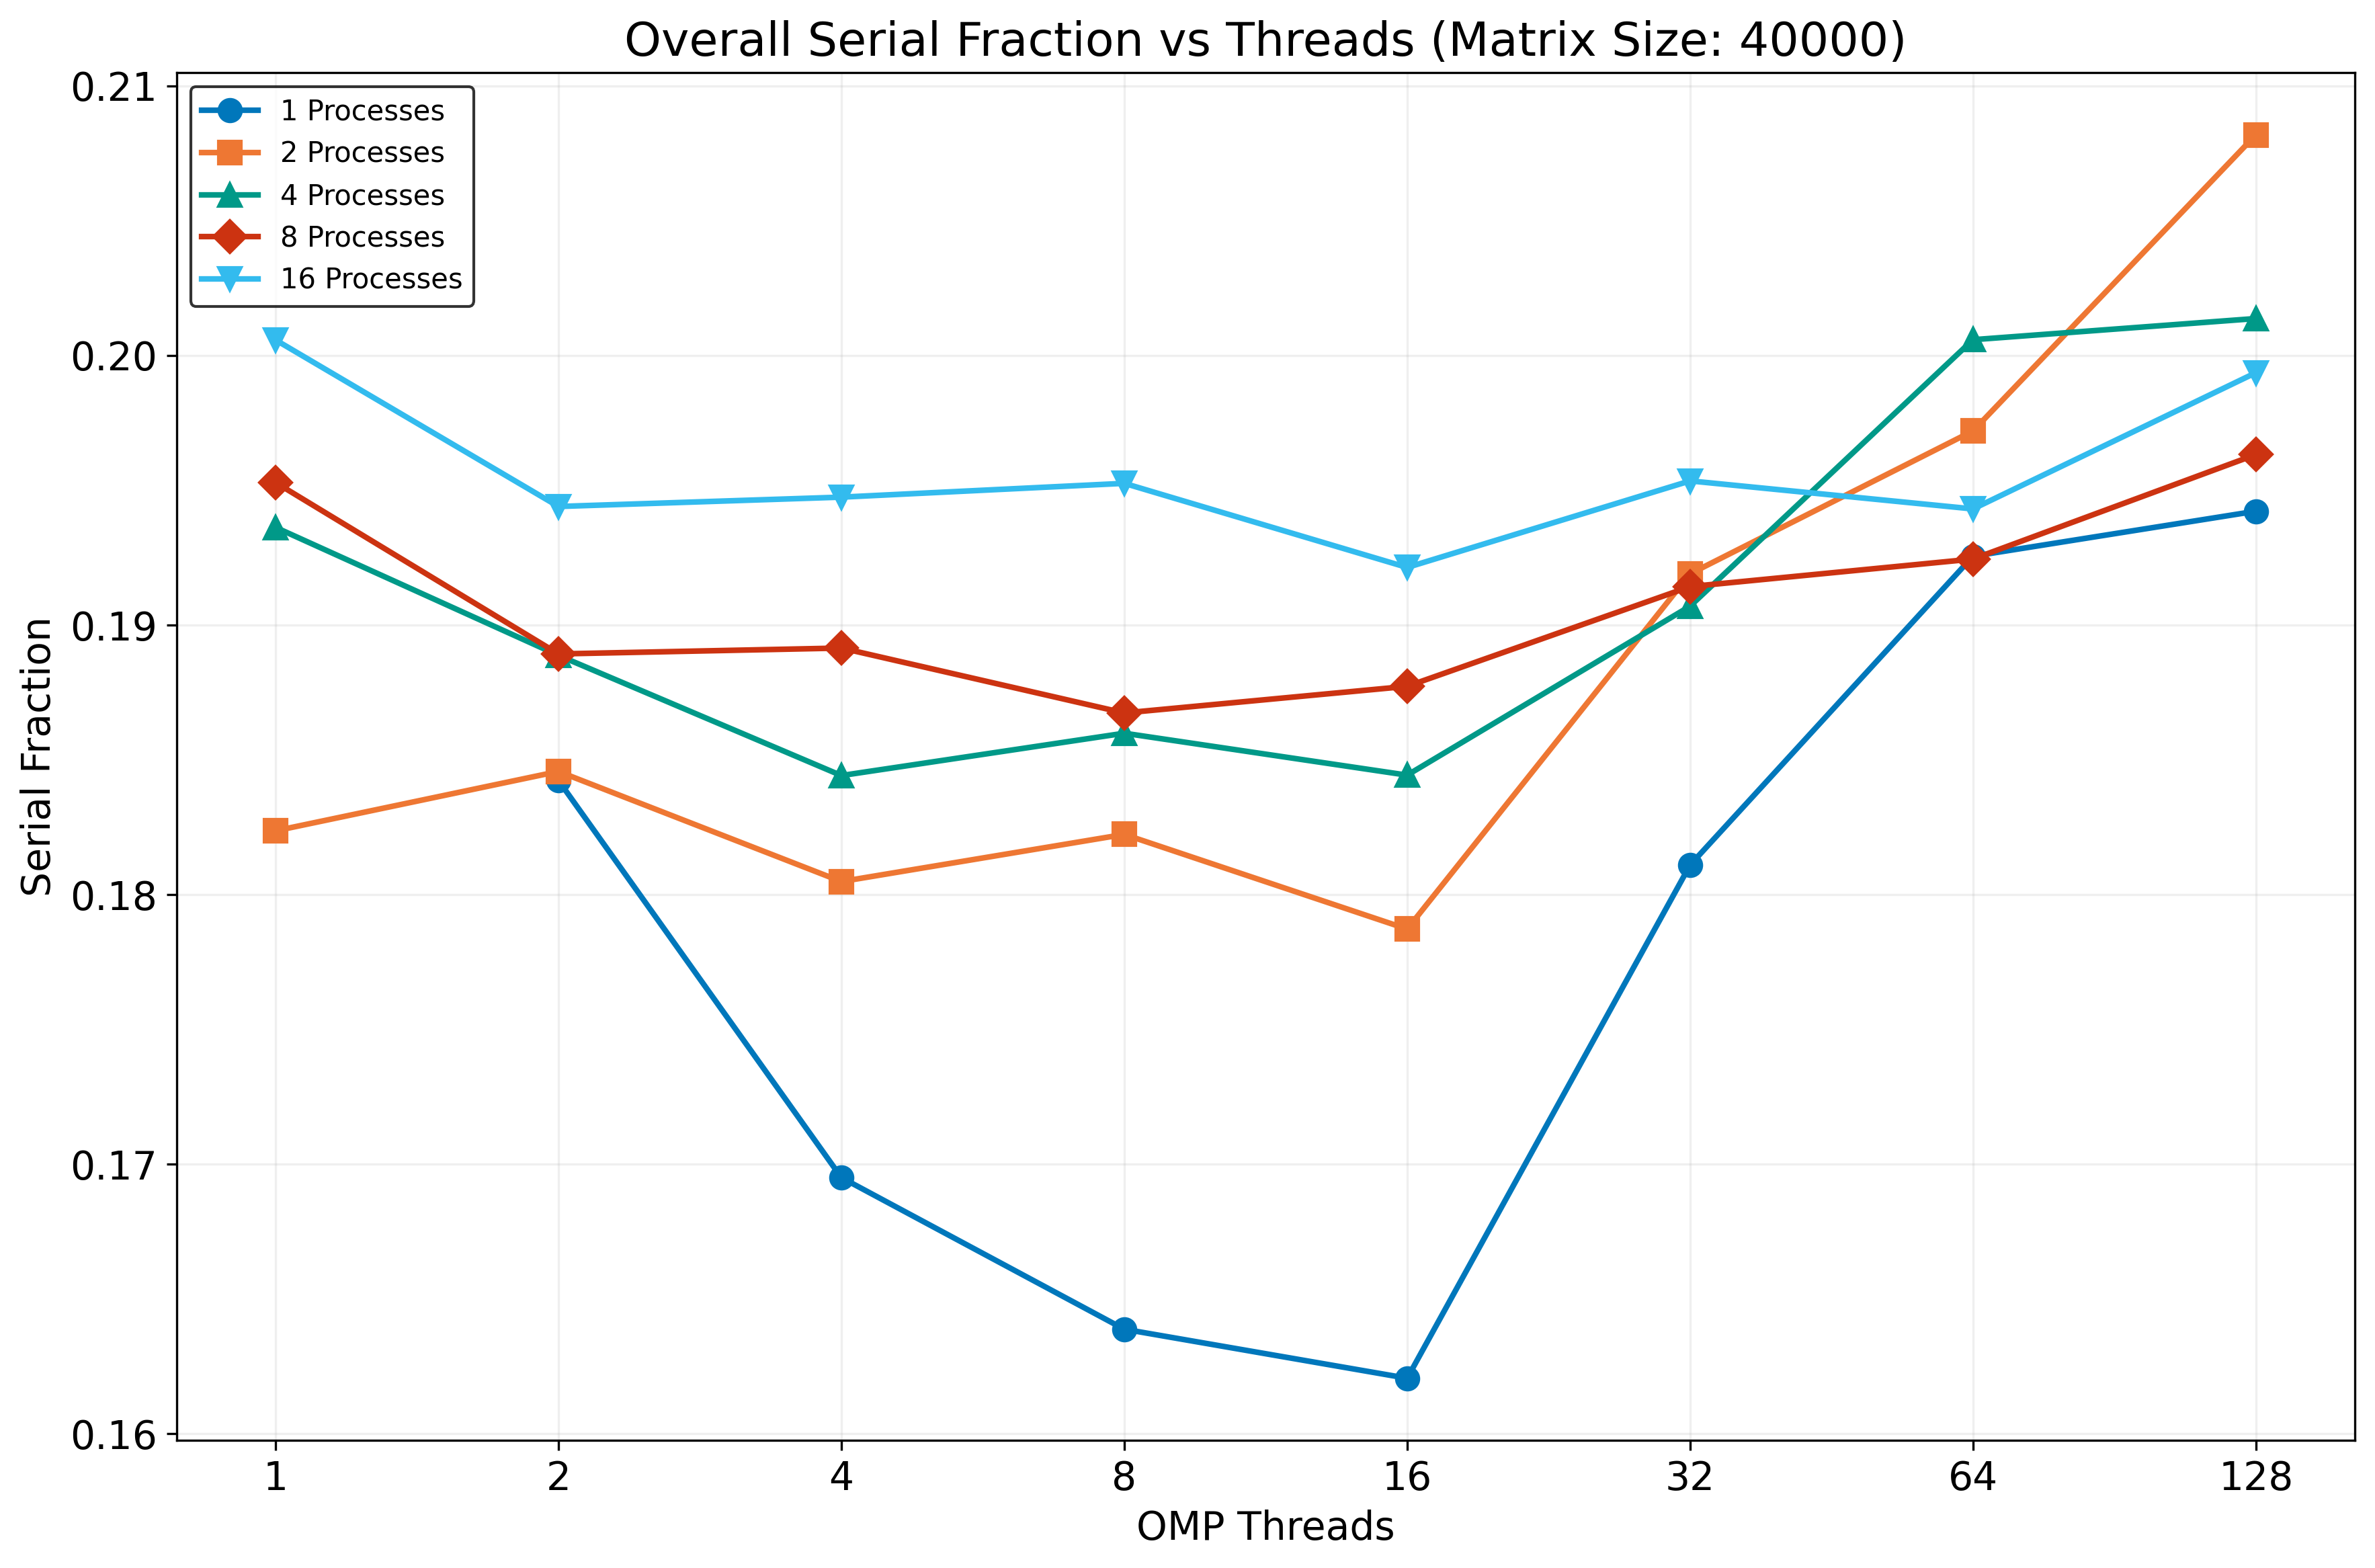 Overall Serial Fraction vs Threads (Matrix Size: 40000)
1 Processes
2 Processes
4 Processes
8 Processes
16 Processes
Serial Fraction
0.21
0.20
0.19
0.18
0.17
0.16
1 2 4 8 16 32 64 128
OMP Threads